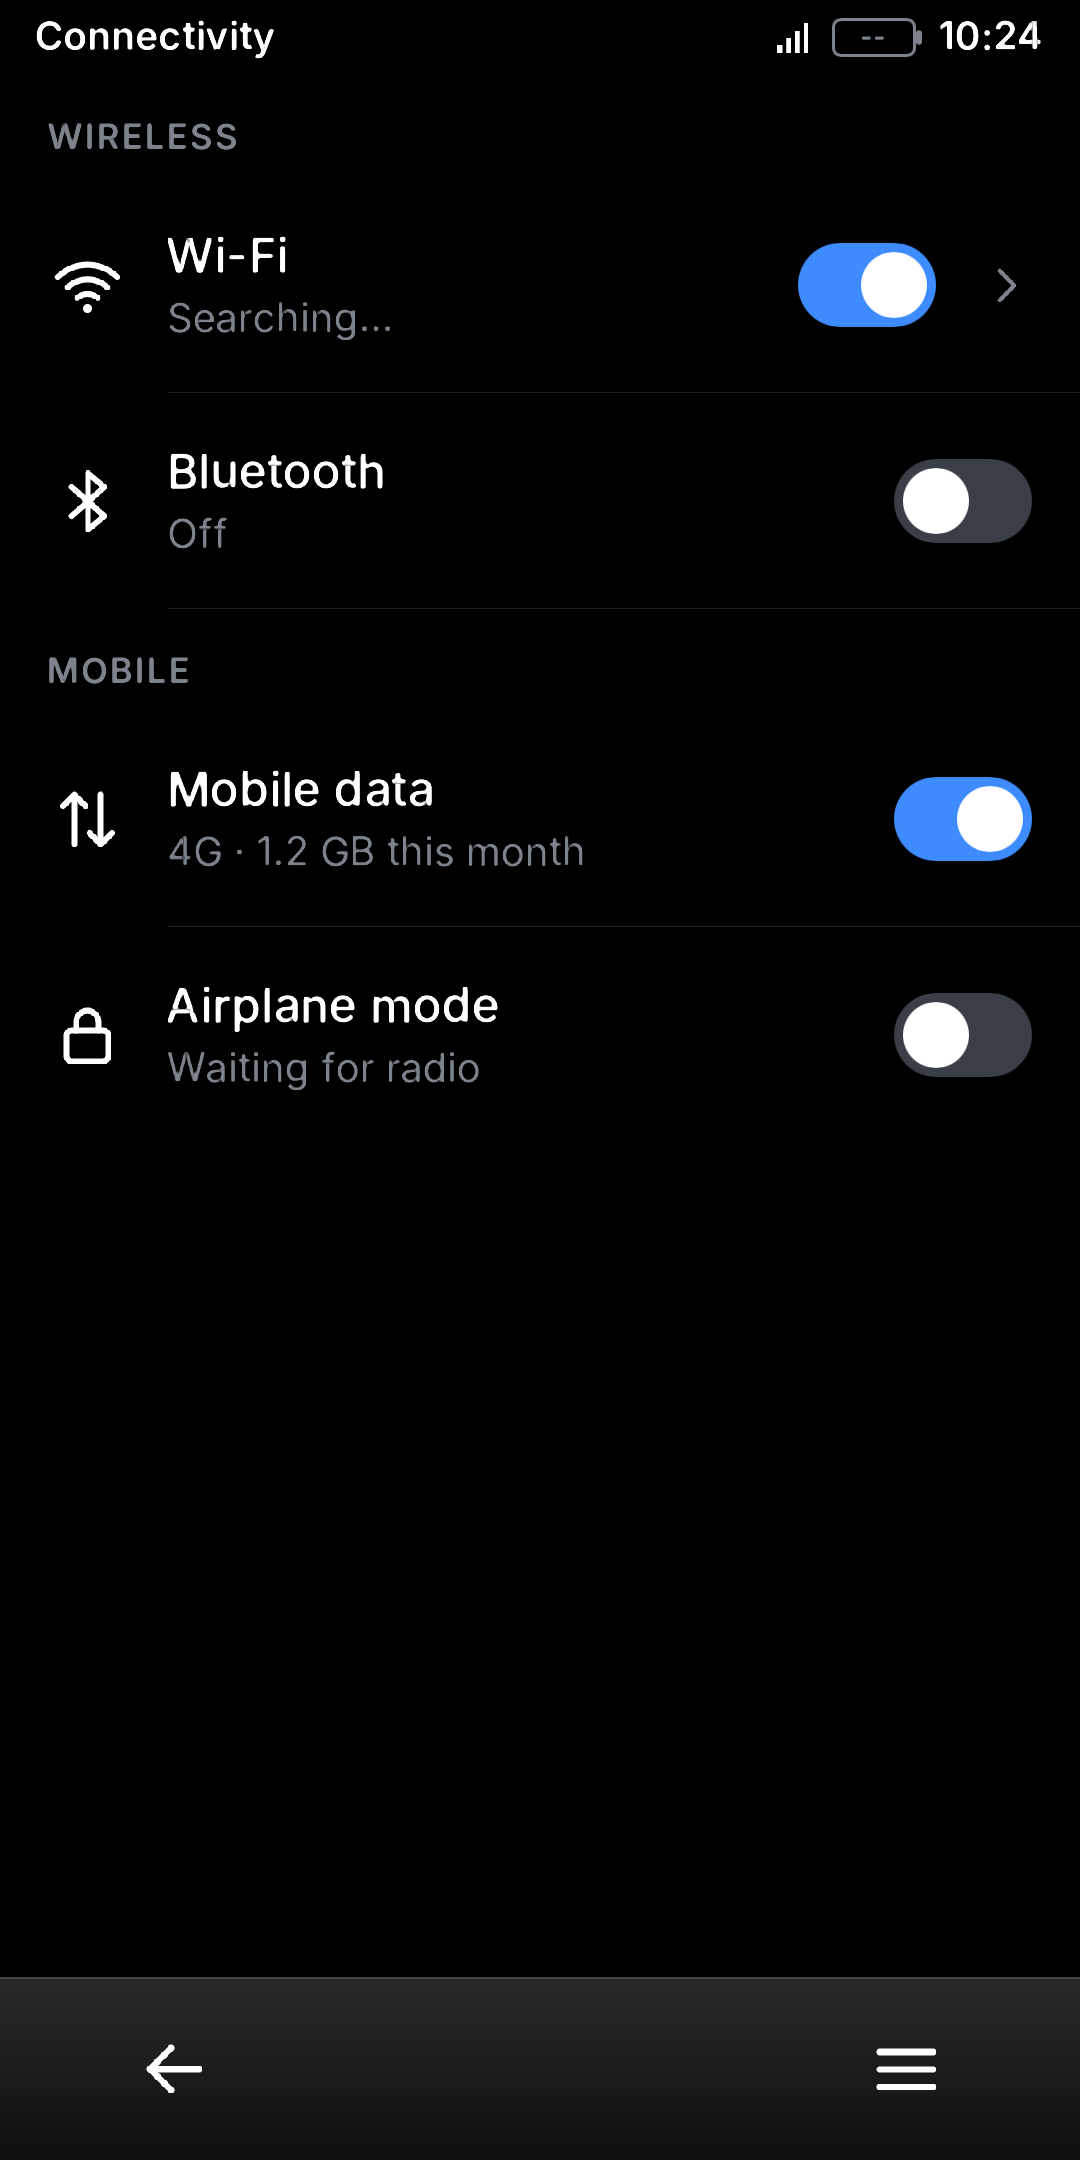 Connectivity
-- 10:24
WIRELESS
Wi-Fi
Searching...
Bluetooth
Off
MOBILE
Mobile data
4G · 1.2 GB this month
Airplane mode
Waiting for radio